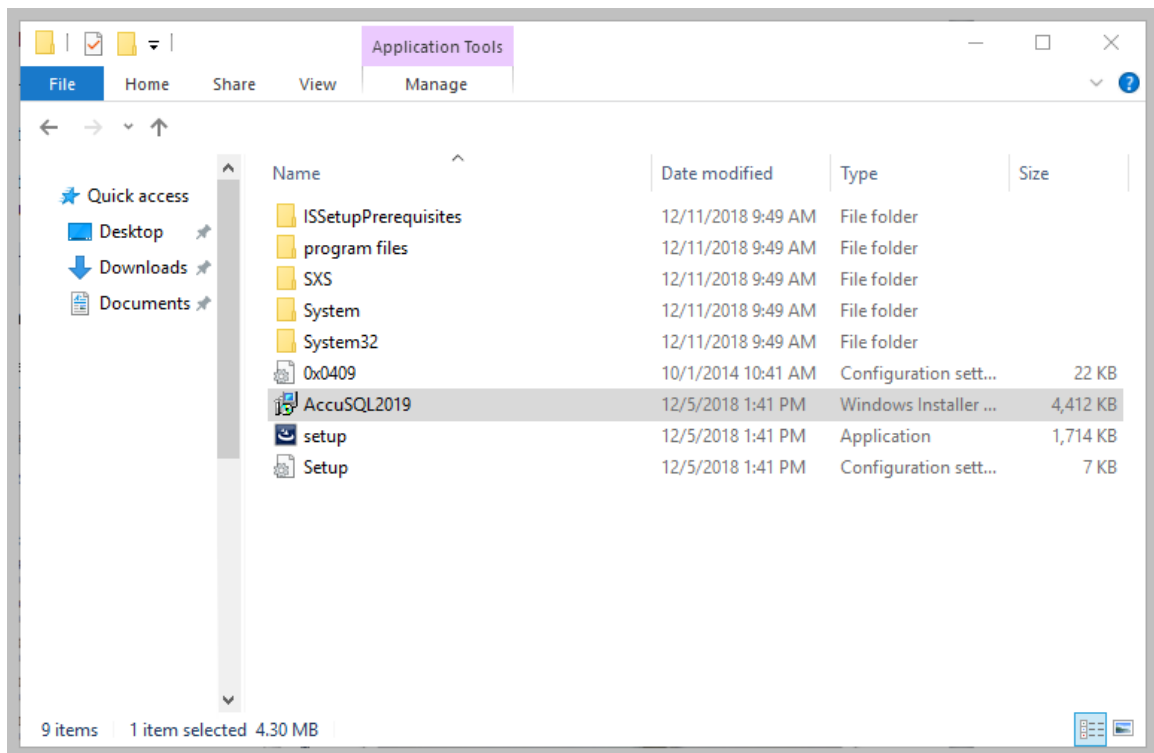 Application Tools
File Home Share View Manage
?
Name Date modified Type Size
Quick access
Desktop
Downloads
Documents
ISSetupPrerequisites 12/11/2018 9:49 AM File folder
program files 12/11/2018 9:49 AM File folder
SXS 12/11/2018 9:49 AM File folder
System 12/11/2018 9:49 AM File folder
System32 12/11/2018 9:49 AM File folder
0x0409 10/1/2014 10:41 AM Configuration sett... 22 KB
AccuSQL2019 12/5/2018 1:41 PM Windows Installer ... 4,412 KB
setup 12/5/2018 1:41 PM Application 1,714 KB
Setup 12/5/2018 1:41 PM Configuration sett... 7 KB
9 items 1 item selected 4.30 MB